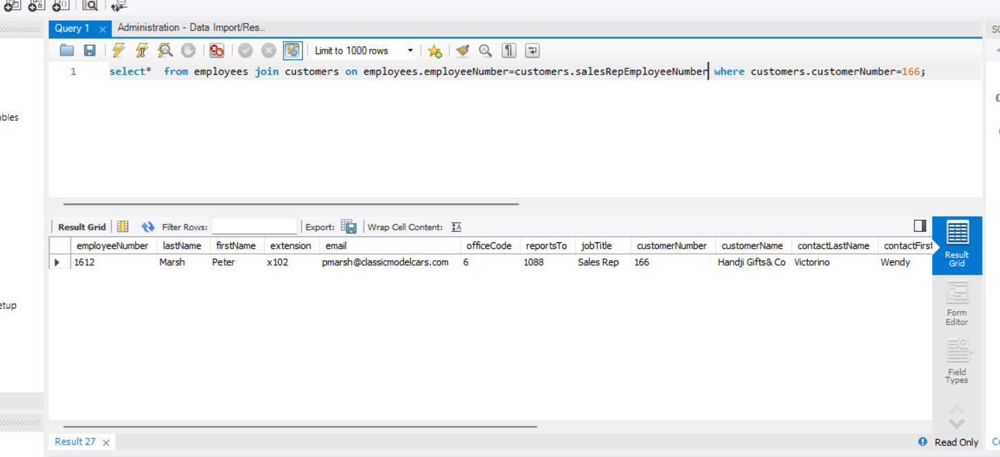 Query 1
Administration - Data Import/Res...
Limit to 1000 rows
1 select* from employees join customers on employees.employeeNumber=customers.salesRepEmployeeNumber where customers.customerNumber=166;
ables
etup
Result Grid Filter Rows: Export: Wrap Cell Content:
employeeNumber lastName firstName extension email officeCode reportsTo jobTitle customerNumber customerName contactLastName contactFirst
1612 Marsh Peter x102 pmarsh@classicmodelcars.com 6 1088 Sales Rep 166 Handji Gifts& Co Victorino Wendy
Result
Grid
Form
Editor
Field
Types
Result 27
Read Only